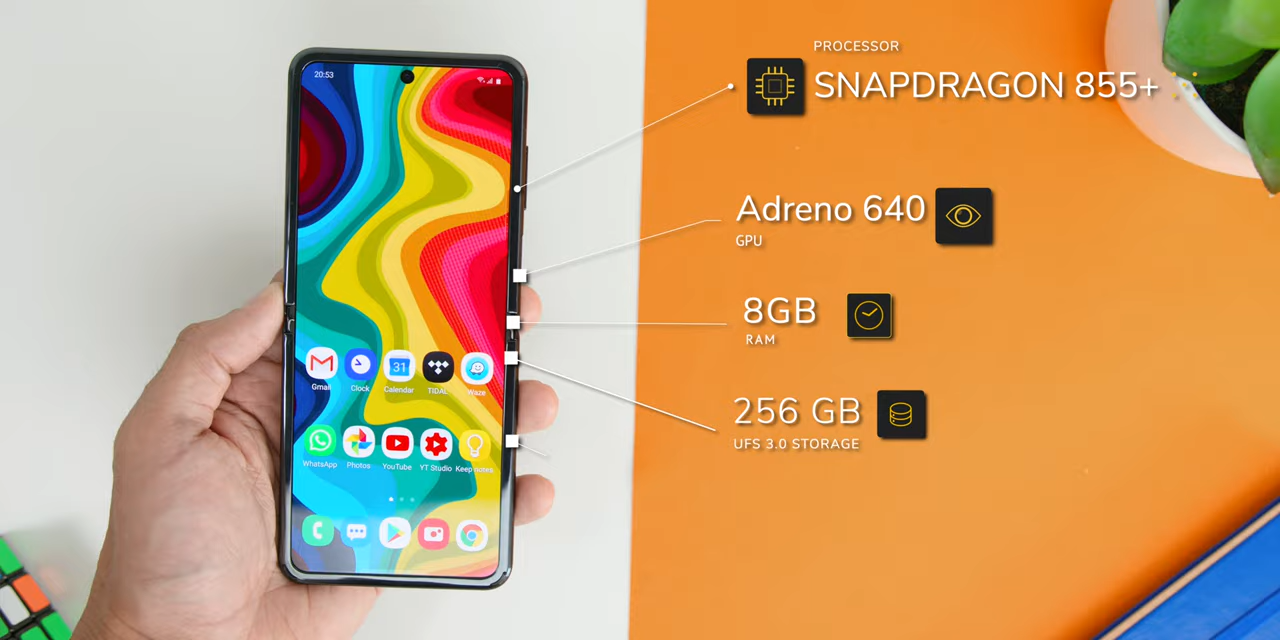 20:53
PROCESSOR
SNAPDRAGON 855+
Adreno 640
GPU
8GB
RAM
256 GB
UFS 3.0 STORAGE
31
Gmail Clock Calendar TIDAL Waze
WhatsApp Photos YouTube YT Studio Keep Notes